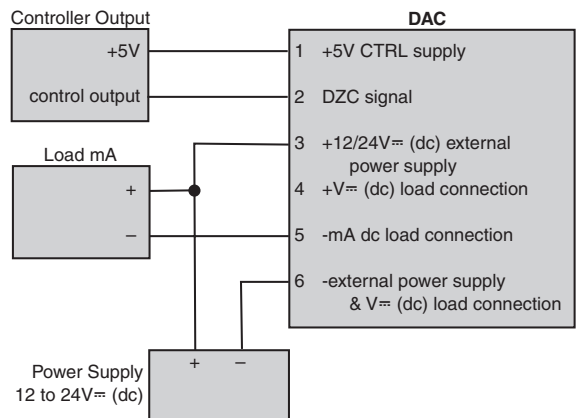 Controller Output
+5V
control output
Load mA
+
–
Power Supply
12 to 24V⎓ (dc)
+ –
DAC
1 +5V CTRL supply
2 DZC signal
3 +12/24V⎓ (dc) external
power supply
4 +V⎓ (dc) load connection
5 -mA dc load connection
6 -external power supply
& V⎓ (dc) load connection